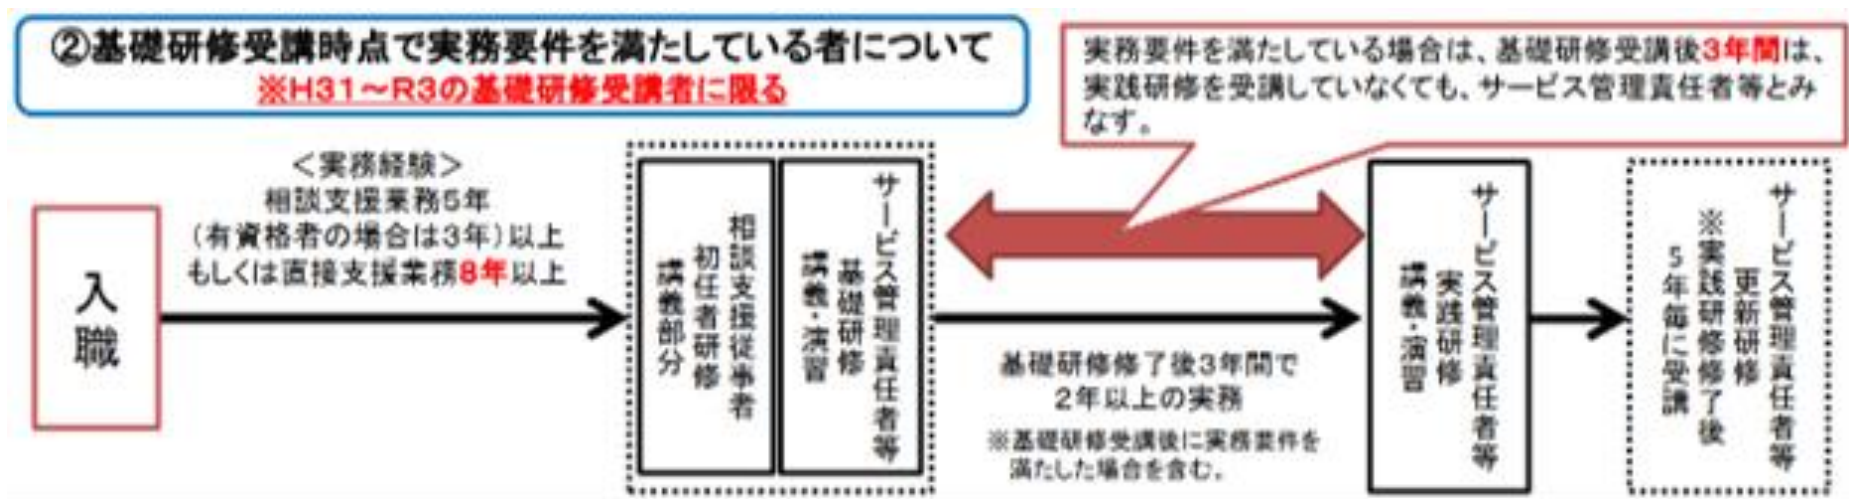 ②基礎研修受講時点で実務要件を満たしている者について
※H31～R3の基礎研修受講者に限る
実務要件を満たしている場合は、基礎研修受講後3年間は、
実践研修を受講していなくても、サービス管理責任者等とみ
なす。
入職
＜実務経験＞
相談支援業務5年
(有資格者の場合は3年)以上
もしくは直接支援業務8年以上
相談支援従事者
初任者研修
講義部分
サービス管理責任者等
基礎研修
講義・演習
基礎研修修了後3年間で
2年以上の実務
※基礎研修受講後に実務要件を
満たした場合を含む。
サービス管理責任者等
実践研修
講義・演習
サービス管理責任者等
更新研修
※実践研修修了後
5年毎に受講